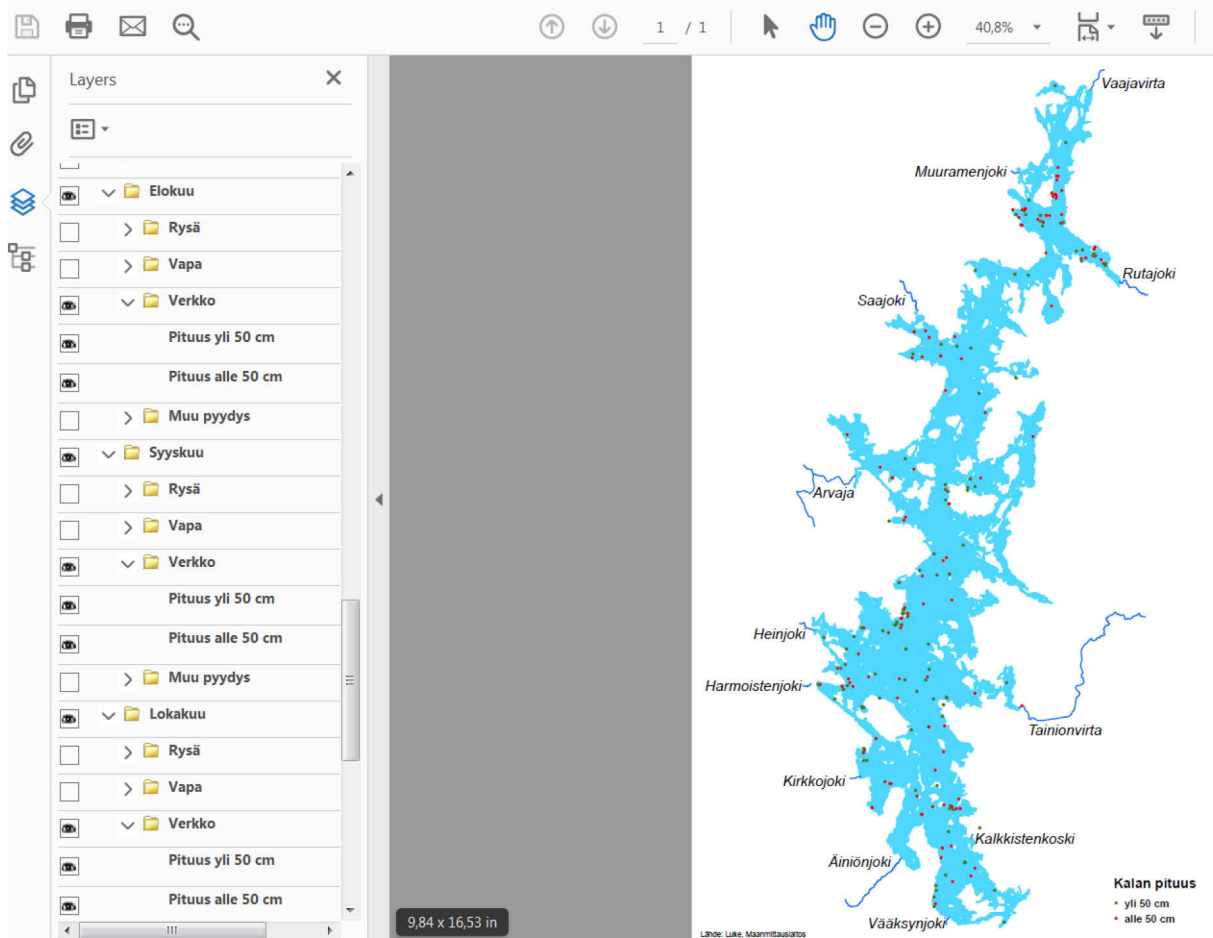 1 / 1
40,8%
Layers
Elokuu
Rysä
Vapa
Verkko
Pituus yli 50 cm
Pituus alle 50 cm
Muu pyydys
Syyskuu
Rysä
Vapa
Verkko
Pituus yli 50 cm
Pituus alle 50 cm
Muu pyydys
Lokakuu
Rysä
Vapa
Verkko
Pituus yli 50 cm
Pituus alle 50 cm
9,84 x 16,53 in
Vaajavirta
Muuramenjoki
Rutajoki
Saajoki
Arvaja
Heinjoki
Harmoistenjoki
Tainionvirta
Kirkkojoki
Kalkkistenkoski
Äiniönjoki
Vääksynjoki
Kalan pituus
yli 50 cm
alle 50 cm
Lähde: Luke, Maanmittauslaitos